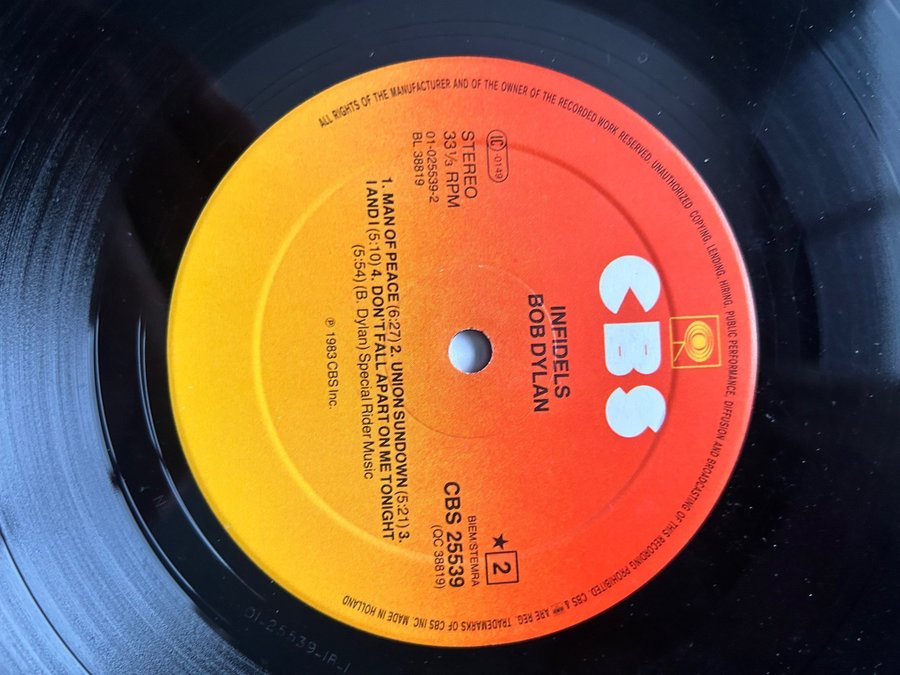 ALL RIGHTS OF THE MANUFACTURER AND OF THE OWNER OF THE RECORDED WORK RESERVED. UNAUTHORIZED COPYING, LENDING, HIRING, PUBLIC PERFORMANCE, DIFFUSION AND BROADCASTING OF THIS RECORDING PROHIBITED. CBS & ARE REG. TRADEMARKS OF CBS INC. MADE IN HOLLAND
CBS
LC 0149
STEREO
33⅓ RPM
01-025539-2
BL 38819
INFIDELS
BOB DYLAN
★ 2
BIEM/STEMRA
CBS 25539
(QC 38819)
1. MAN OF PEACE (6:27) 2. UNION SUNDOWN (5:21) 3.
I AND I (5:10) 4. DON'T FALL APART ON ME TONIGHT
(5:54) (B. Dylan) Special Rider Music
℗ 1983 CBS Inc.